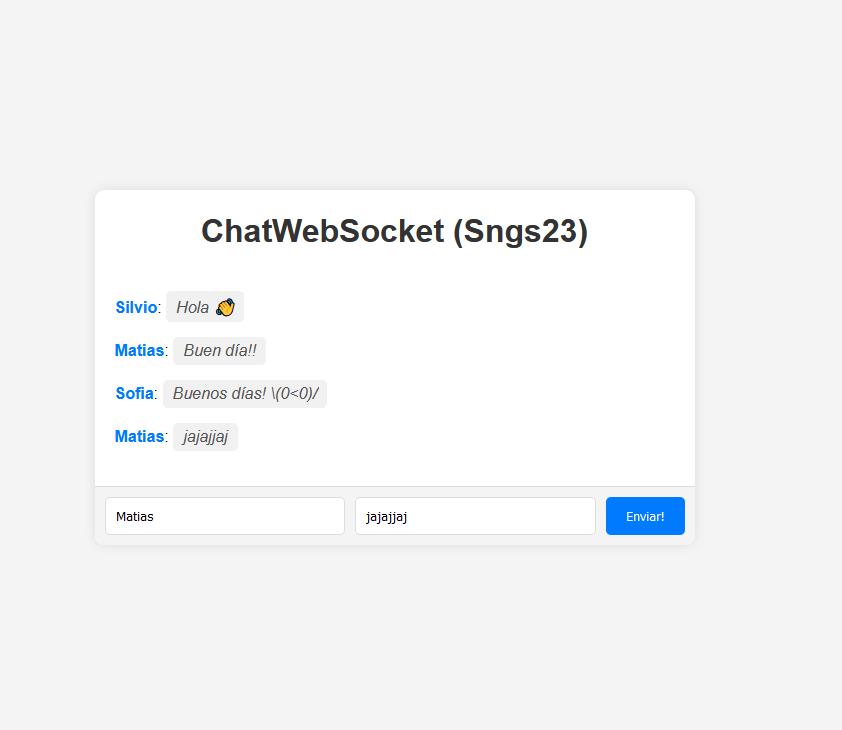 ChatWebSocket (Sngs23)
Silvio: Hola 👋
Matias: Buen día!!
Sofia: Buenos días! \(0<0)/
Matias: jajajjaj
Matias jajajjaj Enviar!